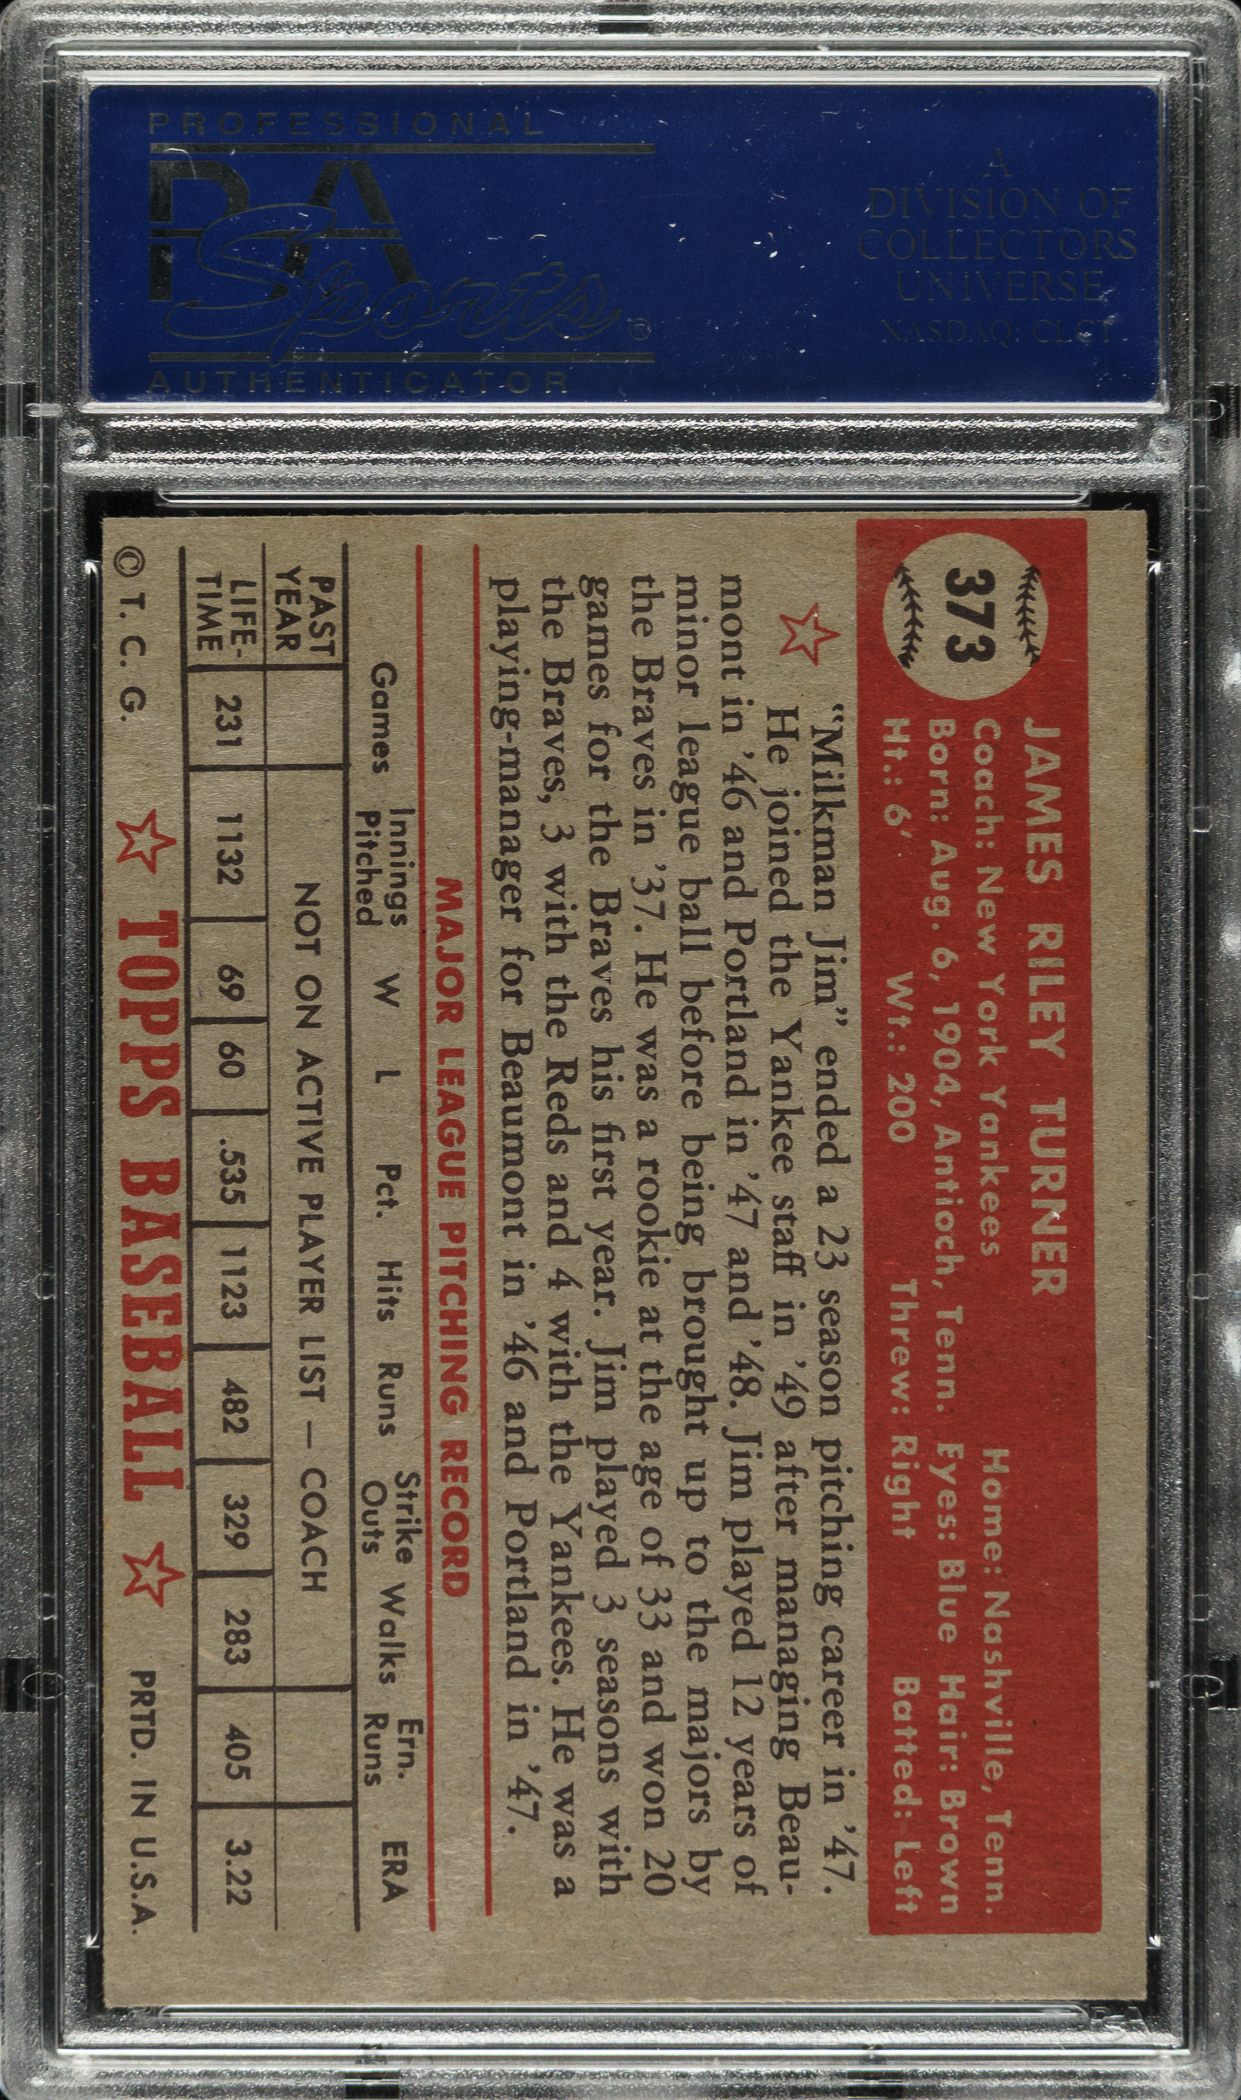 PROFESSIONAL
PSA
Sports®
AUTHENTICATOR
A
DIVISION OF
COLLECTORS
UNIVERSE
NASDAQ: CLCT
373
JAMES RILEY TURNER
Coach: New York Yankees Home: Nashville, Tenn.
Born: Aug. 6, 1904, Antioch, Tenn. Eyes: Blue Hair: Brown
Ht.: 6' Wt.: 200 Threw: Right Batted: Left
"Milkman Jim" ended a 23 season pitching career in '47.
He joined the Yankee staff in '49 after managing Beau-
mont in '46 and Portland in '47 and '48. Jim played 12 years of
minor league ball before being brought up to the majors by
the Braves in '37. He was a rookie at the age of 33 and won 20
games for the Braves his first year. Jim played 3 seasons with
the Braves, 3 with the Reds and 4 with the Yankees. He was a
playing-manager for Beaumont in '46 and Portland in '47.
MAJOR LEAGUE PITCHING RECORD
Games Innings Pitched W L Pct. Hits Runs Strike Outs Walks Ern. Runs ERA
PAST YEAR NOT ON ACTIVE PLAYER LIST — COACH
LIFE-TIME 231 1132 69 60 .535 1123 482 329 283 405 3.22
© T. C. G. TOPPS BASEBALL PRTD. IN U.S.A.
PSA